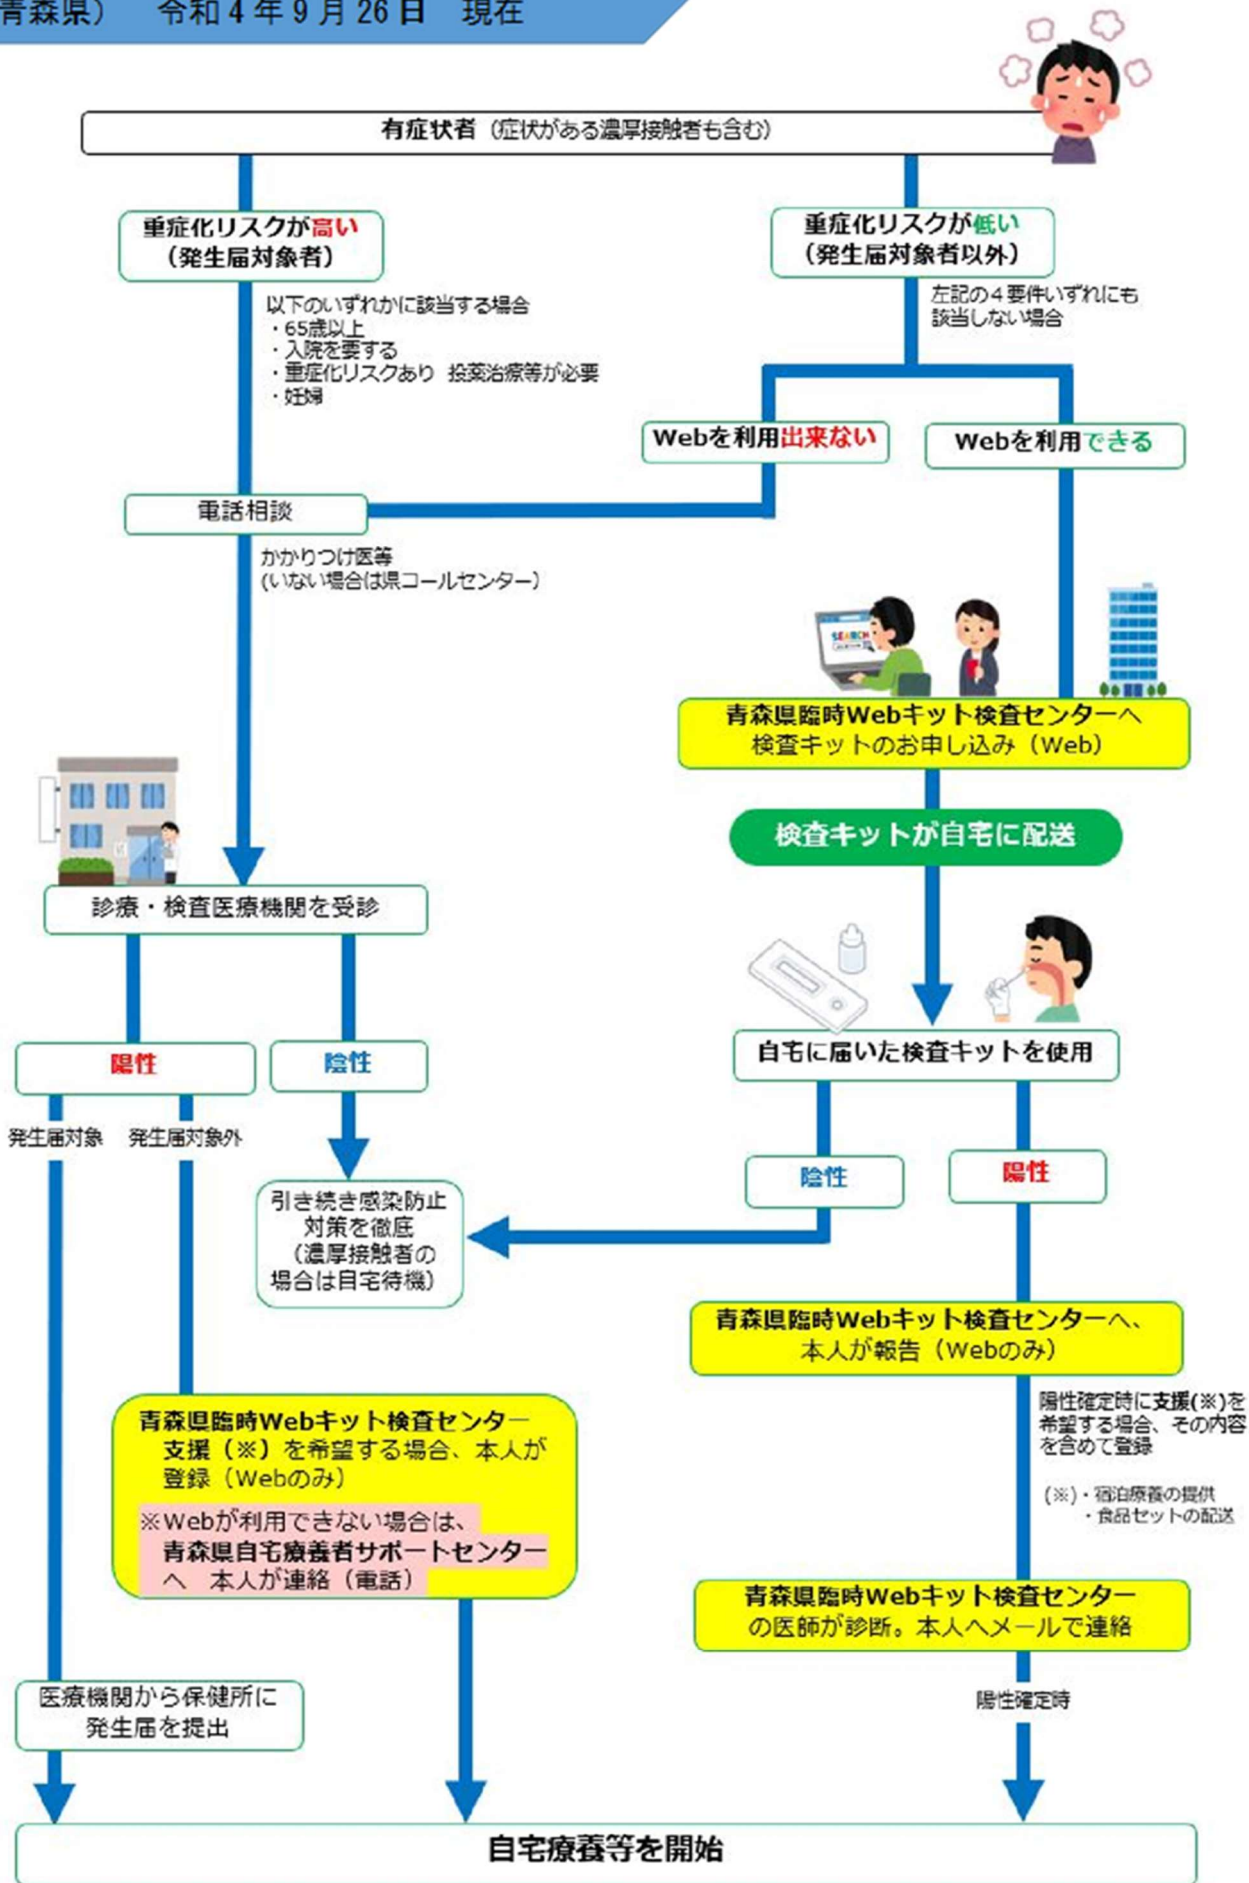 青森県） 令和４年９月26日 現在
有症状者（症状がある濃厚接触者も含む）
重症化リスクが高い
（発生届対象者）
以下のいずれかに該当する場合
・65歳以上
・入院を要する
・重症化リスクあり 投薬治療等が必要
・妊婦
重症化リスクが低い
（発生届対象者以外）
左記の４要件いずれにも
該当しない場合
Webを利用出来ない
Webを利用できる
電話相談
かかりつけ医等
(いない場合は県コールセンター）
SEARCH
青森県臨時Webキット検査センターへ
検査キットのお申し込み（Web）
検査キットが自宅に配送
診療・検査医療機関を受診
自宅に届いた検査キットを使用
陽性
陰性
発生届対象
発生届対象外
陰性
陽性
引き続き感染防止
対策を徹底
（濃厚接触者の
場合は自宅待機）
青森県臨時Webキット検査センターへ、
本人が報告（Webのみ）
陽性確定時に支援(※)を
希望する場合、その内容
を含めて登録
(※)・宿泊療養の提供
・食品セットの配送
青森県臨時Webキット検査センター
支援（※）を希望する場合、本人が
登録（Webのみ）
※Webが利用できない場合は、
青森県自宅療養者サポートセンター
へ 本人が連絡（電話）
青森県臨時Webキット検査センター
の医師が診断。本人へメールで連絡
陽性確定時
医療機関から保健所に
発生届を提出
自宅療養等を開始